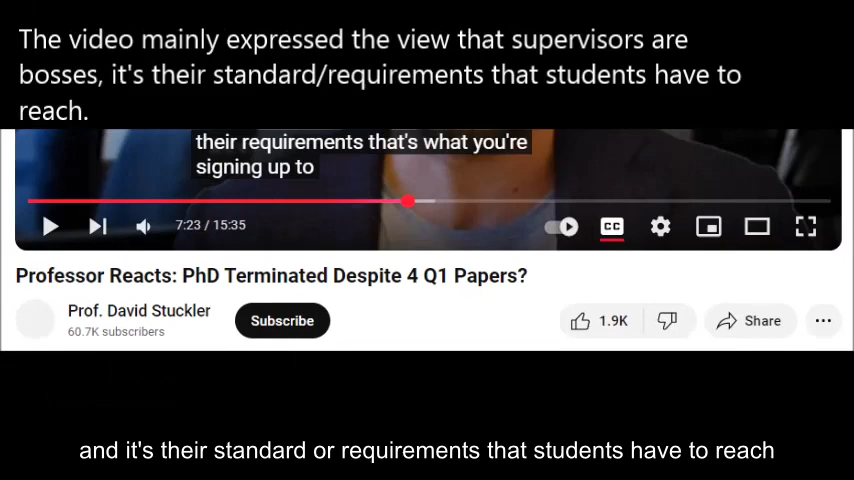 The video mainly expressed the view that supervisors are
bosses, it's their standard/requirements that students have to
reach.
their requirements that's what you're
signing up to
7:23 / 15:35
CC
Professor Reacts: PhD Terminated Despite 4 Q1 Papers?
Prof. David Stuckler
60.7K subscribers
Subscribe
1.9K
Share
and it's their standard or requirements that students have to reach